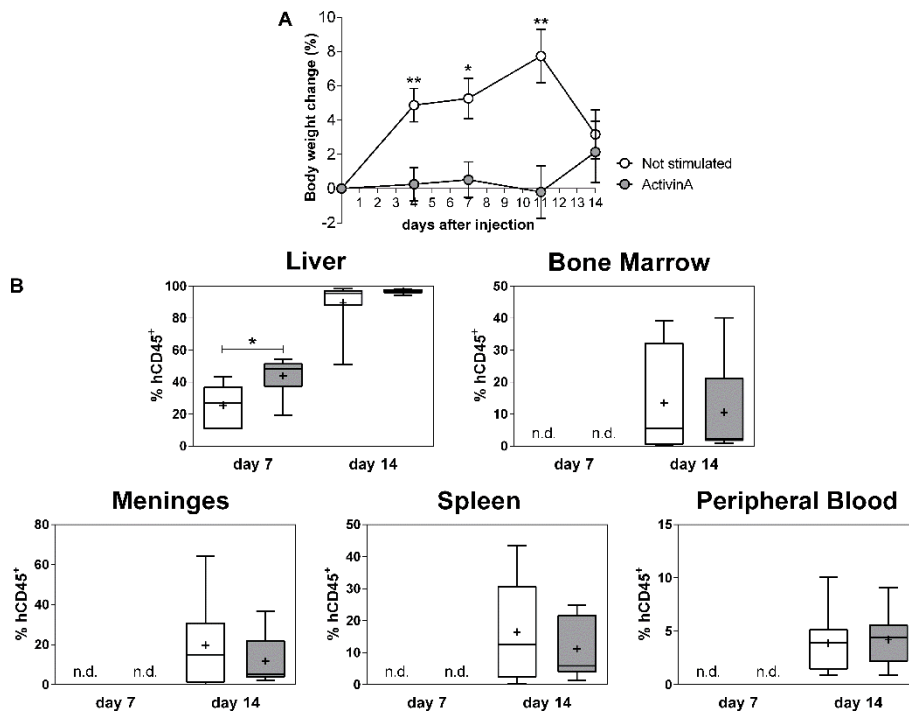 A
Body weight change (%)
10
8
6
4
2
0
-2
**
*
**
1 2 3 4 5 6 7 8 9 10 11 12 13 14
days after injection
Not stimulated
ActivinA
B
Liver
% hCD45+
100
80
60
40
20
0
*
day 7
day 14
Bone Marrow
% hCD45+
50
40
30
20
10
0
n.d.
n.d.
day 7
day 14
Meninges
% hCD45+
80
60
40
20
0
n.d.
n.d.
day 7
day 14
Spleen
% hCD45+
50
40
30
20
10
0
n.d.
n.d.
day 7
day 14
Peripheral Blood
% hCD45+
15
10
5
0
n.d.
n.d.
day 7
day 14